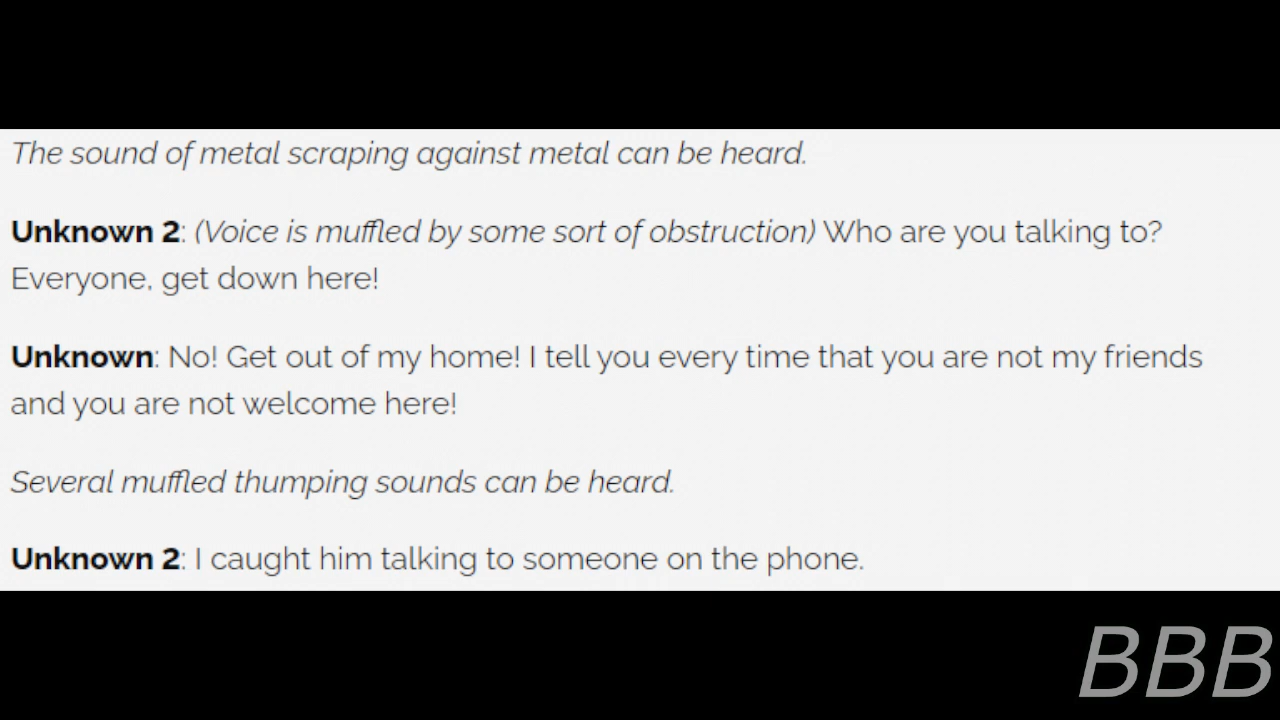 The sound of metal scraping against metal can be heard.
Unknown 2: (Voice is muffled by some sort of obstruction) Who are you talking to?
Everyone, get down here!
Unknown: No! Get out of my home! I tell you every time that you are not my friends
and you are not welcome here!
Several muffled thumping sounds can be heard.
Unknown 2: I caught him talking to someone on the phone.
BBB